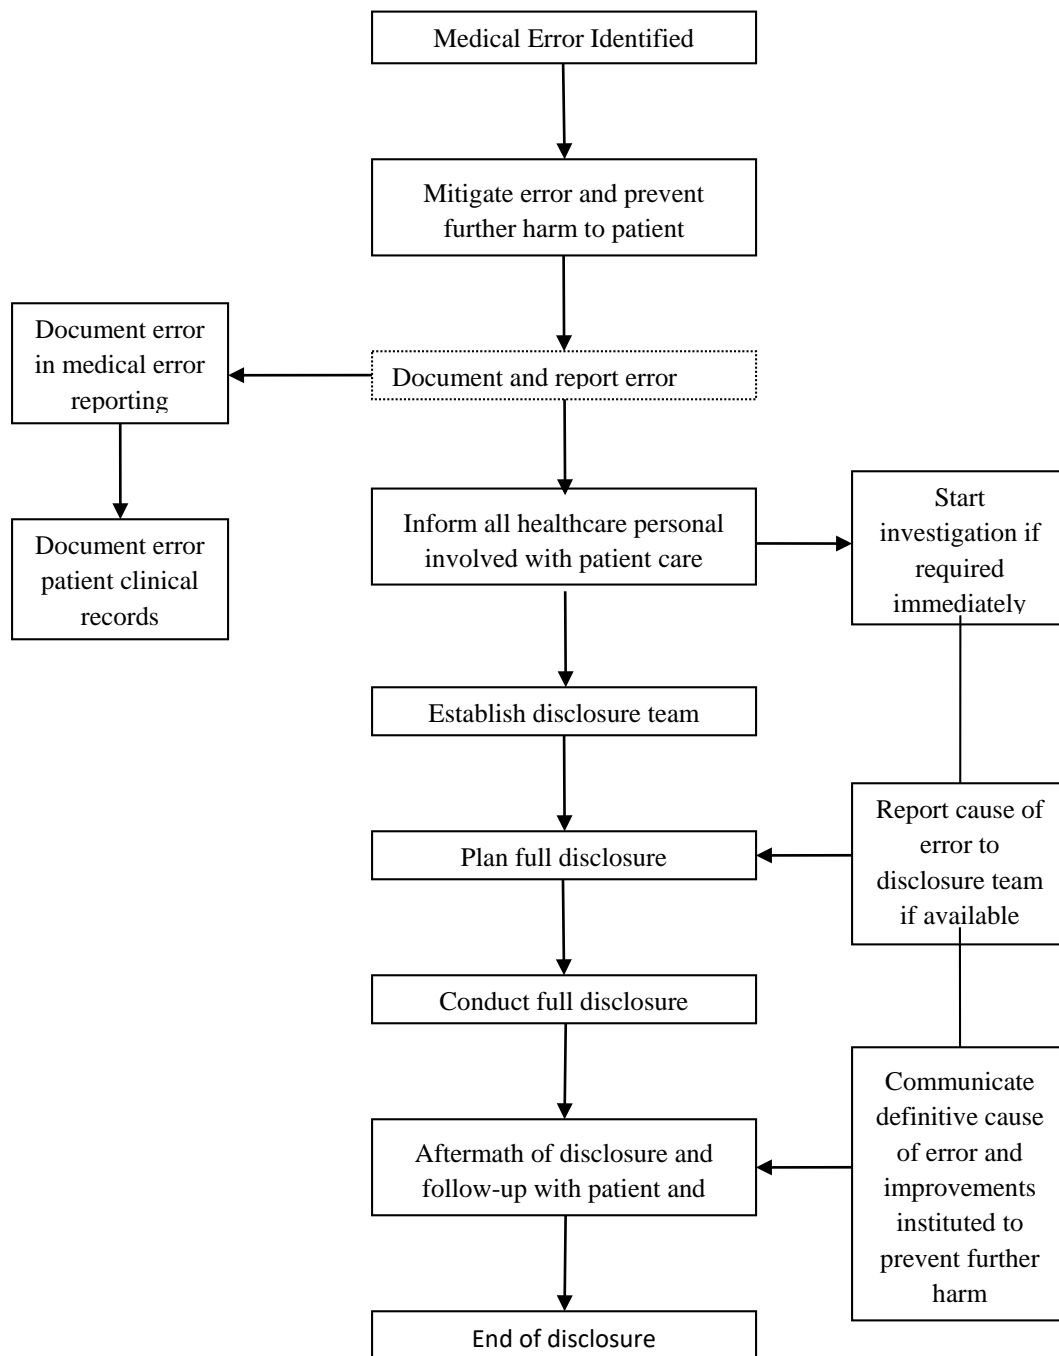 Medical Error Identified
Mitigate error and prevent
further harm to patient
Document error
in medical error
reporting
Document and report error
Document error
patient clinical
records
Inform all healthcare personal
involved with patient care
Start
investigation if
required
immediately
Establish disclosure team
Plan full disclosure
Report cause of
error to
disclosure team
if available
Conduct full disclosure
Aftermath of disclosure and
follow-up with patient and
Communicate
definitive cause
of error and
improvements
instituted to
prevent further
harm
End of disclosure